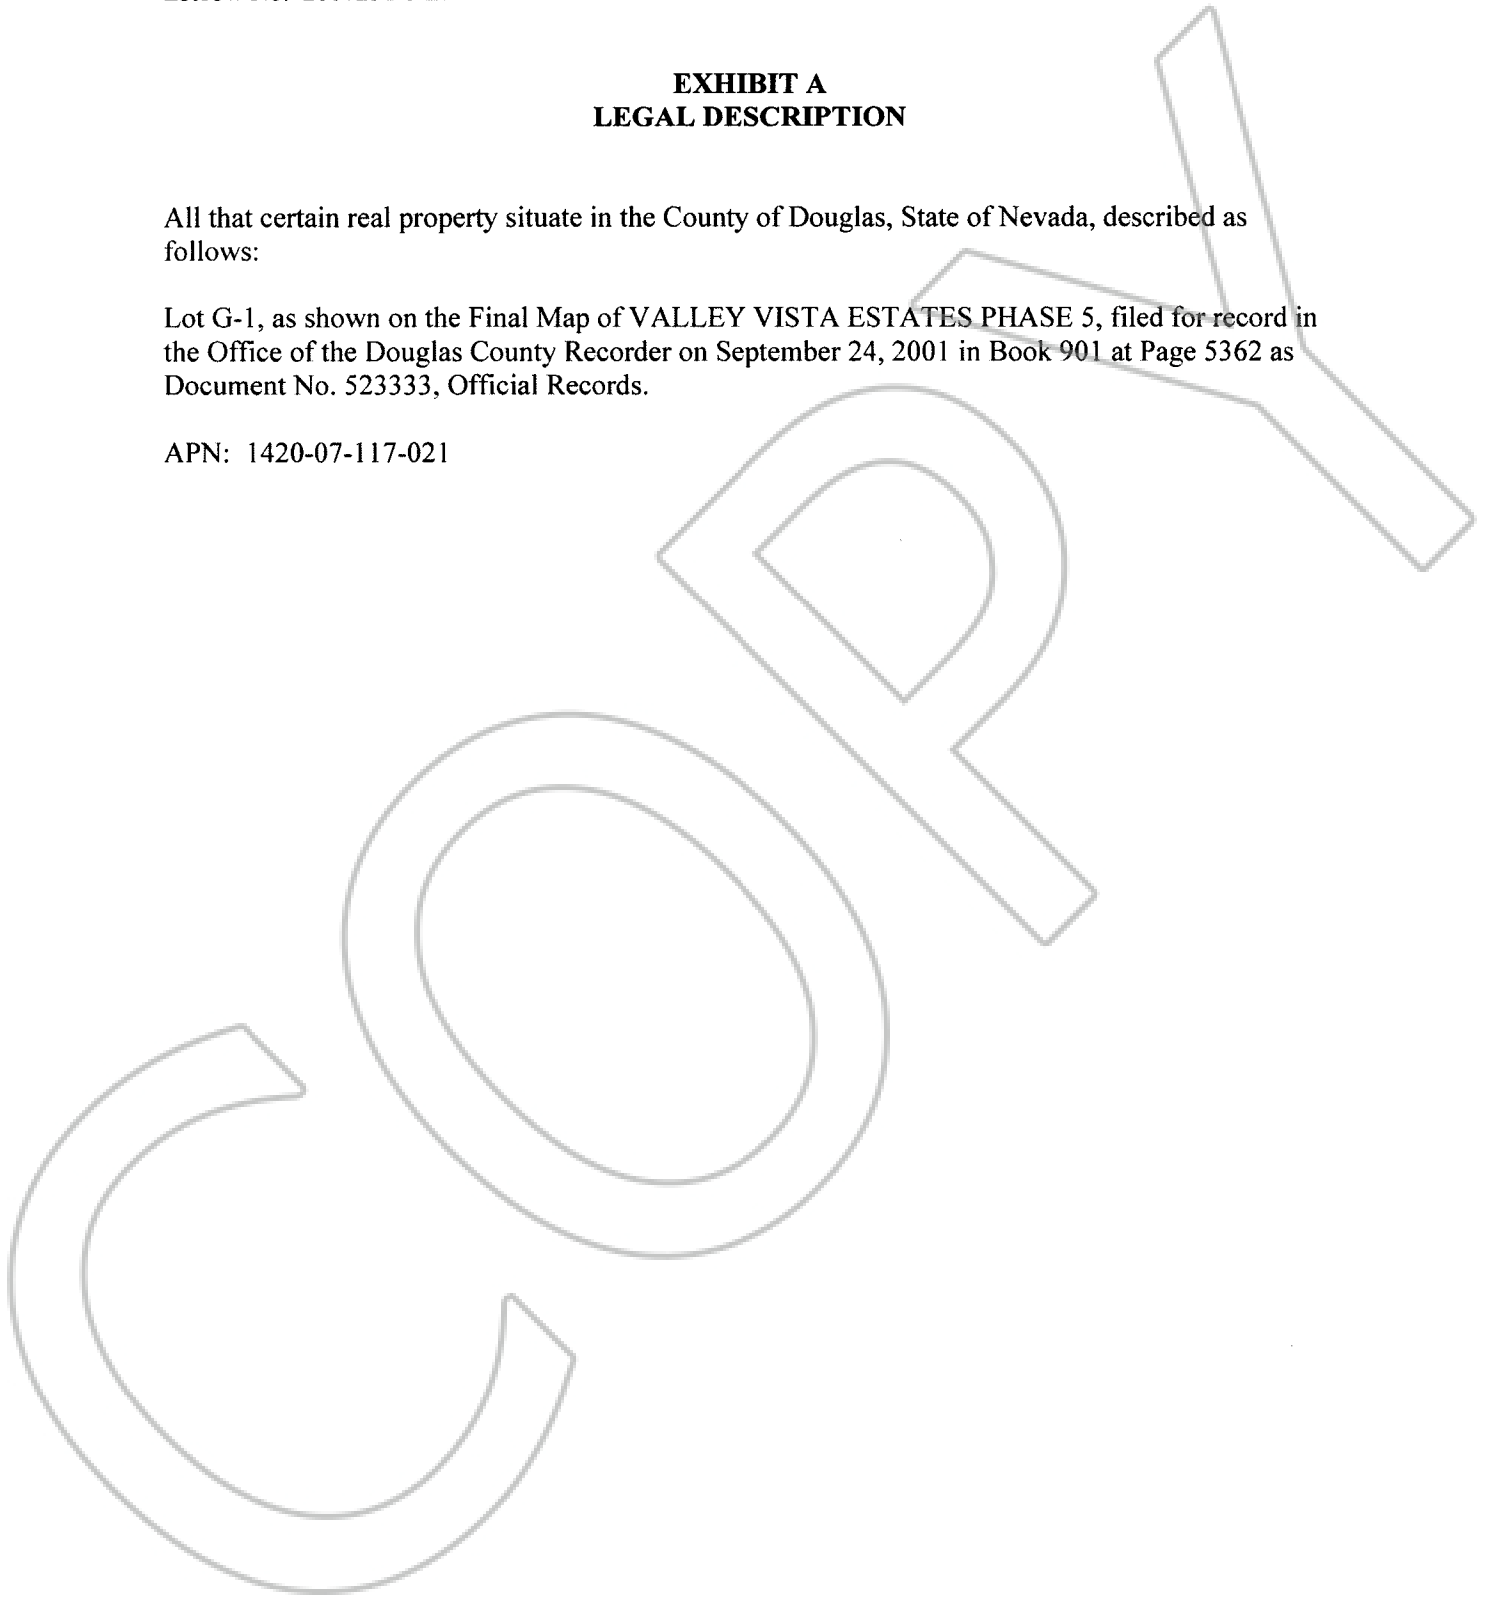 EXHIBIT A
LEGAL DESCRIPTION
All that certain real property situate in the County of Douglas, State of Nevada, described as
follows:
Lot G-1, as shown on the Final Map of VALLEY VISTA ESTATES PHASE 5, filed for record in
the Office of the Douglas County Recorder on September 24, 2001 in Book 901 at Page 5362 as
Document No. 523333, Official Records.
APN: 1420-07-117-021
COPY